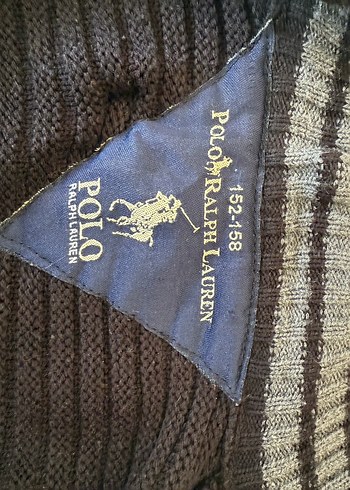 152-158
POLO RALPH LAUREN
POLO
RALPH LAUREN